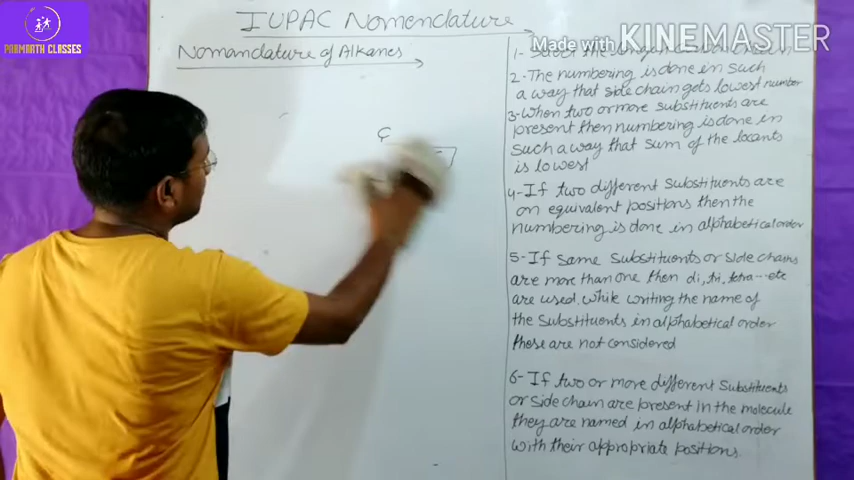 PARMARTH CLASSES
IUPAC Nomenclature
Nomanclature of Alkanes
Made with KINEMASTER
1- Select the longest
2- The numbering is done in such
a way that side chain gets lowest number
3- When two or more substituents are
present then numbering is done in
such a way that sum of the locants
is lowest
4- If two different substituents are
on equivalent positions then the
numbering is done in alphabetical order
5- If same substituents or side chains
are more than one then di, tri, tetra...etc
are used, while writing the name of
the substituents in alphabetical order
these are not considered
6- If two or more different substituents
or side chain are present in the molecule
they are named in alphabetical order
with their appropriate positions
C